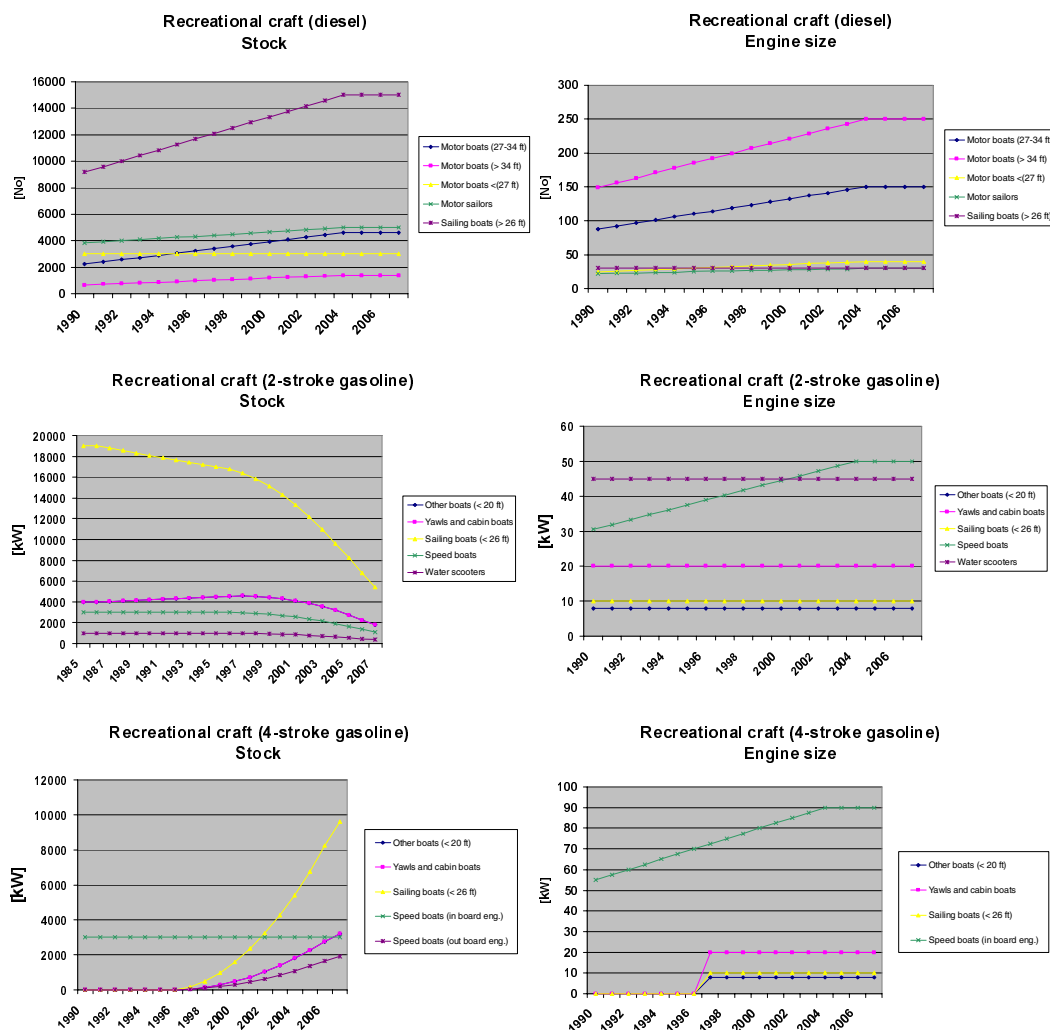 Recreational craft (diesel)
Stock
[No]
16000
14000
12000
10000
8000
6000
4000
2000
0
1990
1992
1994
1996
1998
2000
2002
2004
2006
Motor boats (27-34 ft)
Motor boats (> 34 ft)
Motor boats <(27 ft)
Motor sailors
Sailing boats (> 26 ft)
Recreational craft (diesel)
Engine size
[kW]
300
250
200
150
100
50
0
1990
1992
1994
1996
1998
2000
2002
2004
2006
Motor boats (27-34 ft)
Motor boats (> 34 ft)
Motor boats <(27 ft)
Motor sailors
Sailing boats (> 26 ft)
Recreational craft (2-stroke gasoline)
Stock
[kW]
20000
18000
16000
14000
12000
10000
8000
6000
4000
2000
0
1985
1987
1989
1991
1993
1995
1997
1999
2001
2003
2005
2007
Other boats (< 20 ft)
Yawls and cabin boats
Sailing boats (< 26 ft)
Speed boats
Water scooters
Recreational craft (2-stroke gasoline)
Engine size
[kW]
60
50
40
30
20
10
0
1990
1992
1994
1996
1998
2000
2002
2004
2006
Other boats (< 20 ft)
Yawls and cabin boats
Sailing boats (< 26 ft)
Speed boats
Water scooters
Recreational craft (4-stroke gasoline)
Stock
[kW]
12000
10000
8000
6000
4000
2000
0
1990
1992
1994
1996
1998
2000
2002
2004
2006
Other boats (< 20 ft)
Yawls and cabin boats
Sailing boats (< 26 ft)
Speed boats (in board eng.)
Speed boats (out board eng.)
Recreational craft (4-stroke gasoline)
Engine size
[kW]
100
90
80
70
60
50
40
30
20
10
0
1990
1992
1994
1996
1998
2000
2002
2004
2006
Other boats (< 20 ft)
Yawls and cabin boats
Sailing boats (< 26 ft)
Speed boats (in board eng.)